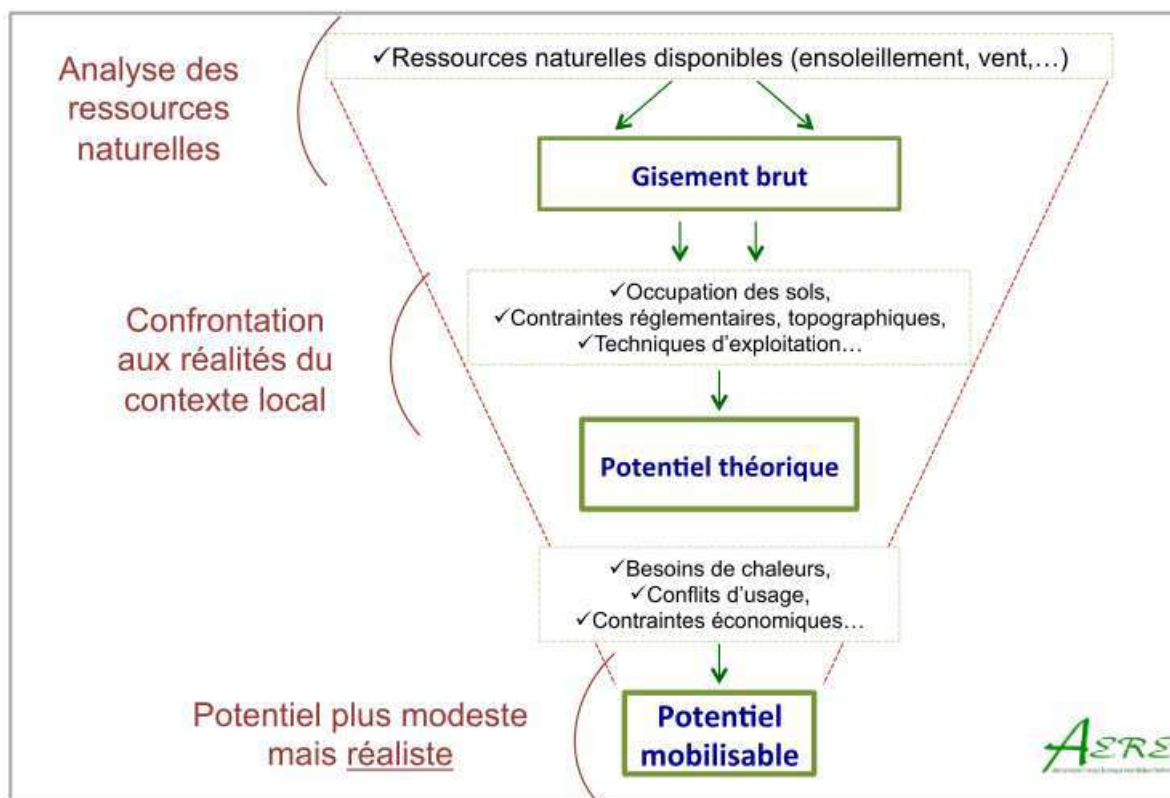 Analyse des
ressources
naturelles
✓Ressources naturelles disponibles (ensoleillement, vent,…)
Gisement brut
Confrontation
aux réalités du
contexte local
✓Occupation des sols,
✓Contraintes réglementaires, topographiques,
✓Techniques d’exploitation…
Potentiel théorique
✓Besoins de chaleurs,
✓Conflits d’usage,
✓Contraintes économiques…
Potentiel plus modeste
mais réaliste
Potentiel
mobilisable
AERE